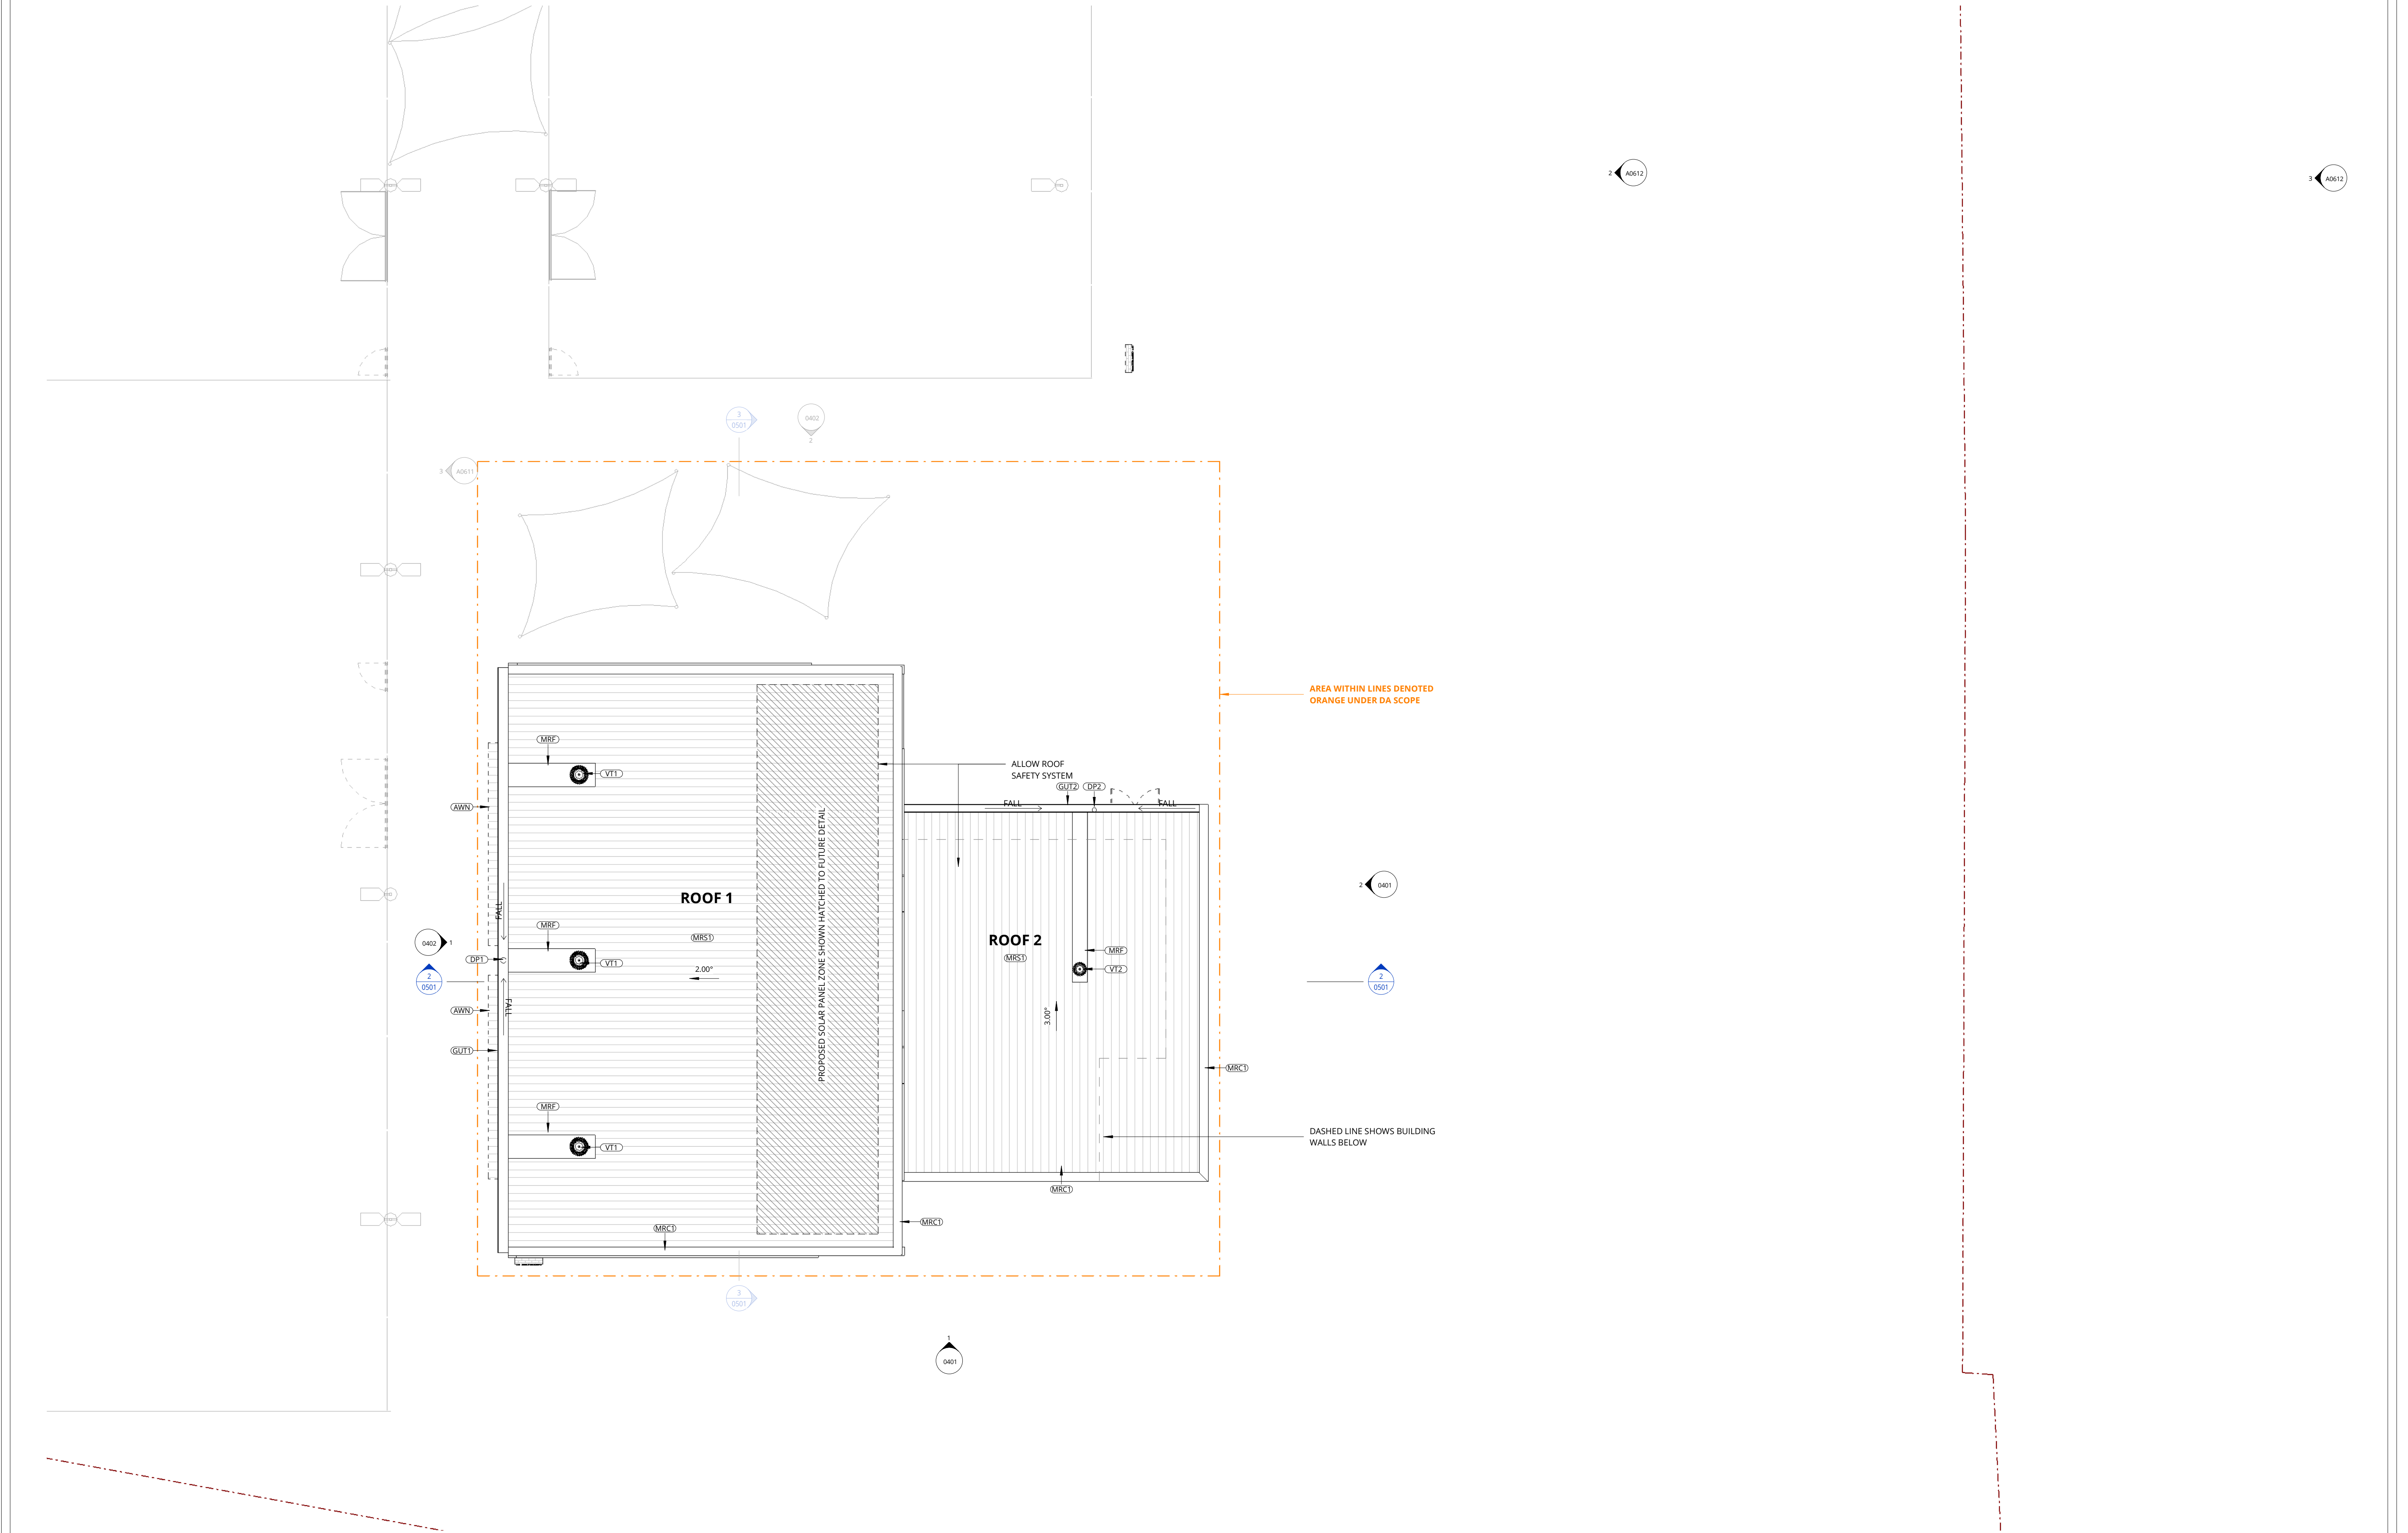 2
A0612
3
A0612
3
0501
0402
2
3
A0611
AREA WITHIN LINES DENOTED
ORANGE UNDER DA SCOPE
MRF
VT1
ALLOW ROOF
SAFETY SYSTEM
GUT2
DP2
AWN
FALL
FALL
PROPOSED SOLAR PANEL ZONE SHOWN HATCHED TO FUTURE DETAIL
ROOF 1
2
0401
FALL
MRF
MRS1
ROOF 2
0402
1
DP1
VT1
MRF
MRS1
2.00°
VT2
2
0501
2
0501
FALL
AWN
3.00°
GUT1
MRC1
MRF
VT1
DASHED LINE SHOWS BUILDING
WALLS BELOW
MRC1
MRC1
MRC1
3
0501
1
0401